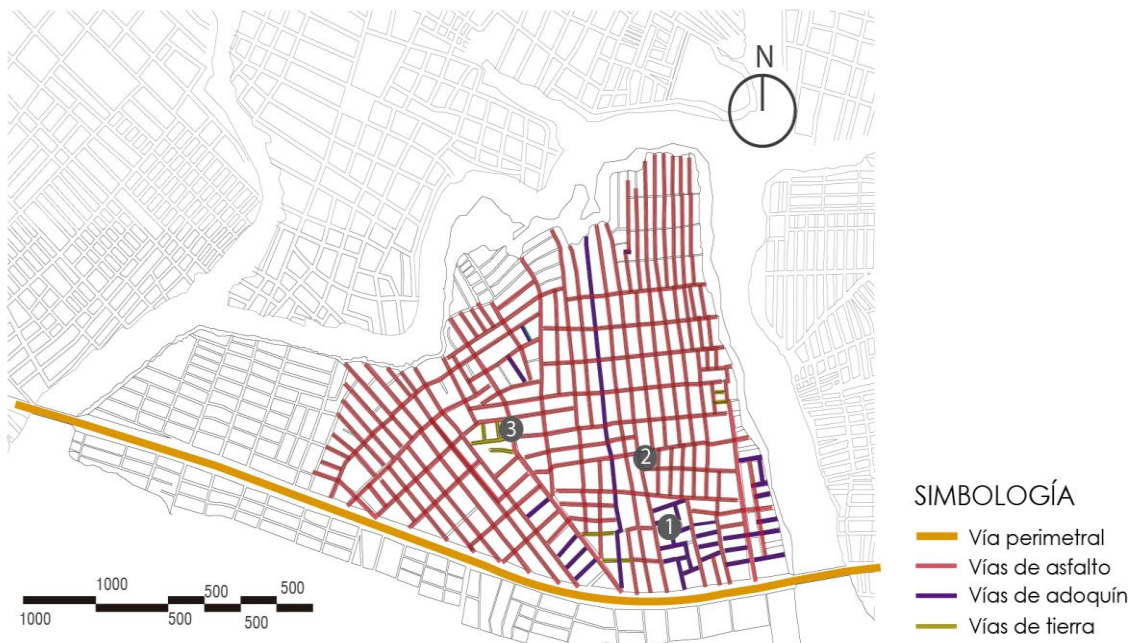 N
3
2
1
SIMBOLOGÍA
Vía perimetral
Vías de asfalto
Vías de adoquín
Vías de tierra
1000 500 500
1000 500 500